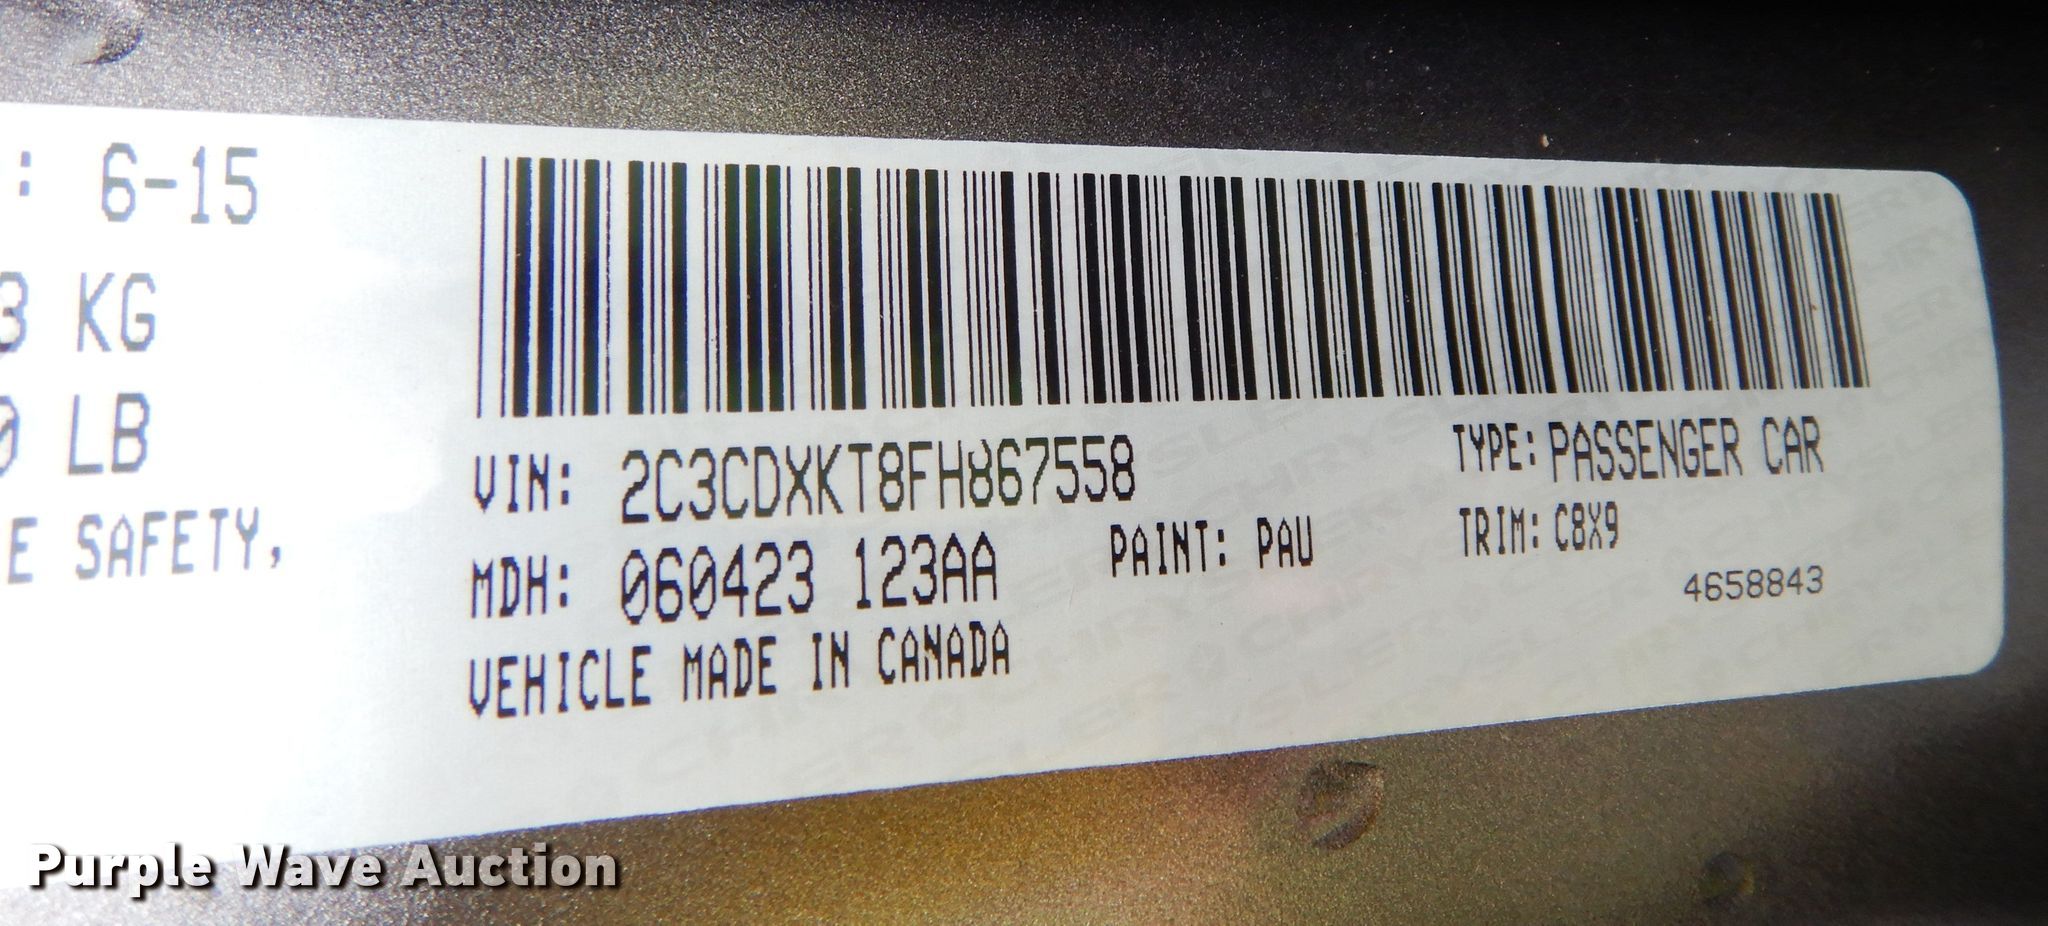 : 6-15
3 KG
0 LB
E SAFETY,
VIN: 2C3CDXKT8FH867558
TYPE: PASSENGER CAR
MDH: 060423 123AA
PAINT: PAU
TRIM: C8X9
4658843
VEHICLE MADE IN CANADA
Purple Wave Auction